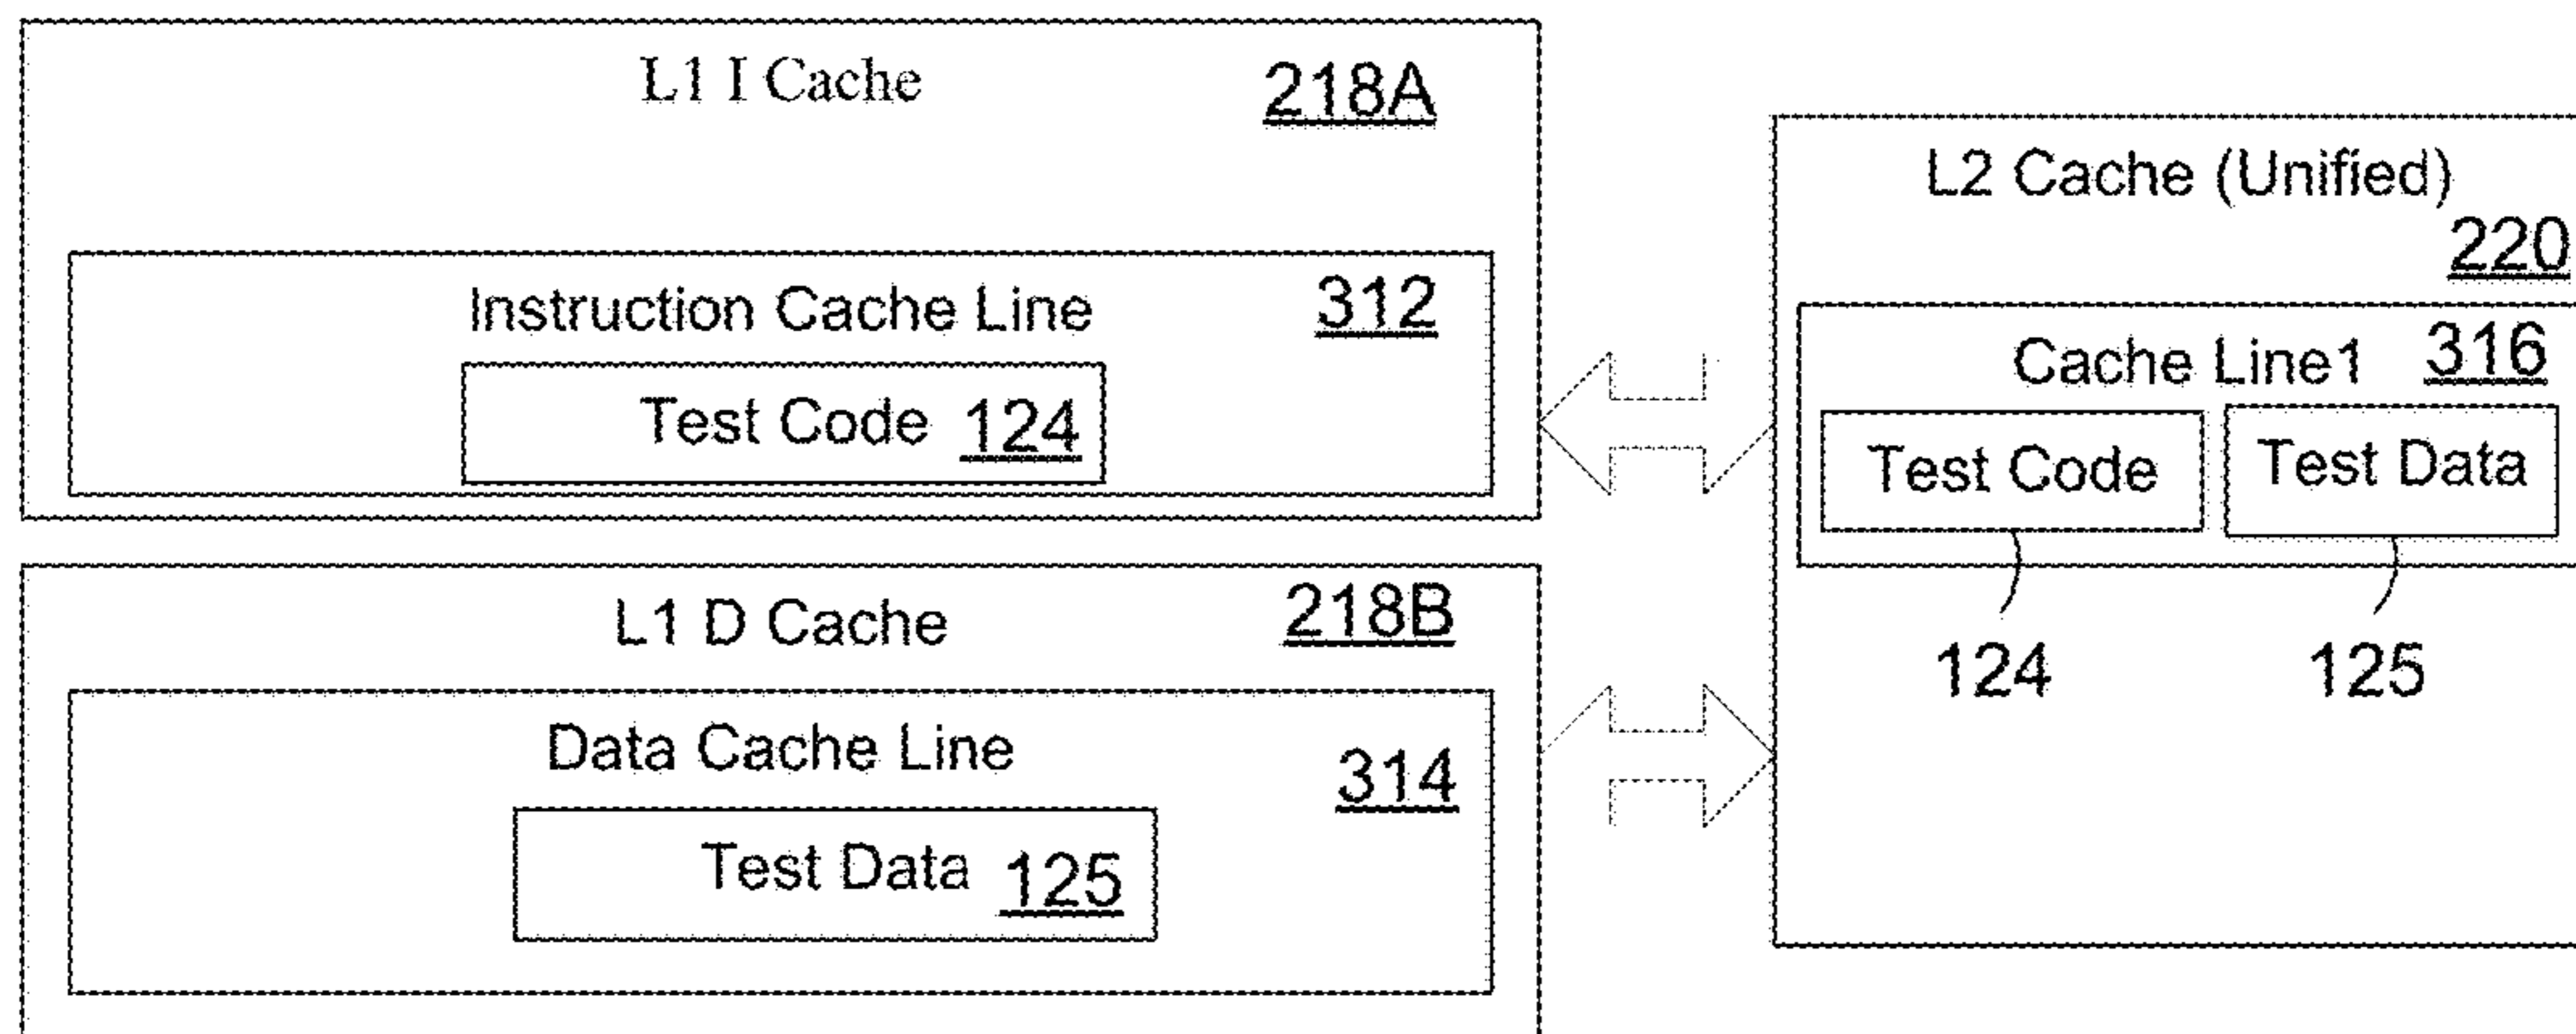 L1 I Cache 218A
Instruction Cache Line 312
Test Code 124
L1 D Cache 218B
Data Cache Line 314
Test Data 125
L2 Cache (Unified)
220
Cache Line1 316
Test Code Test Data
124 125